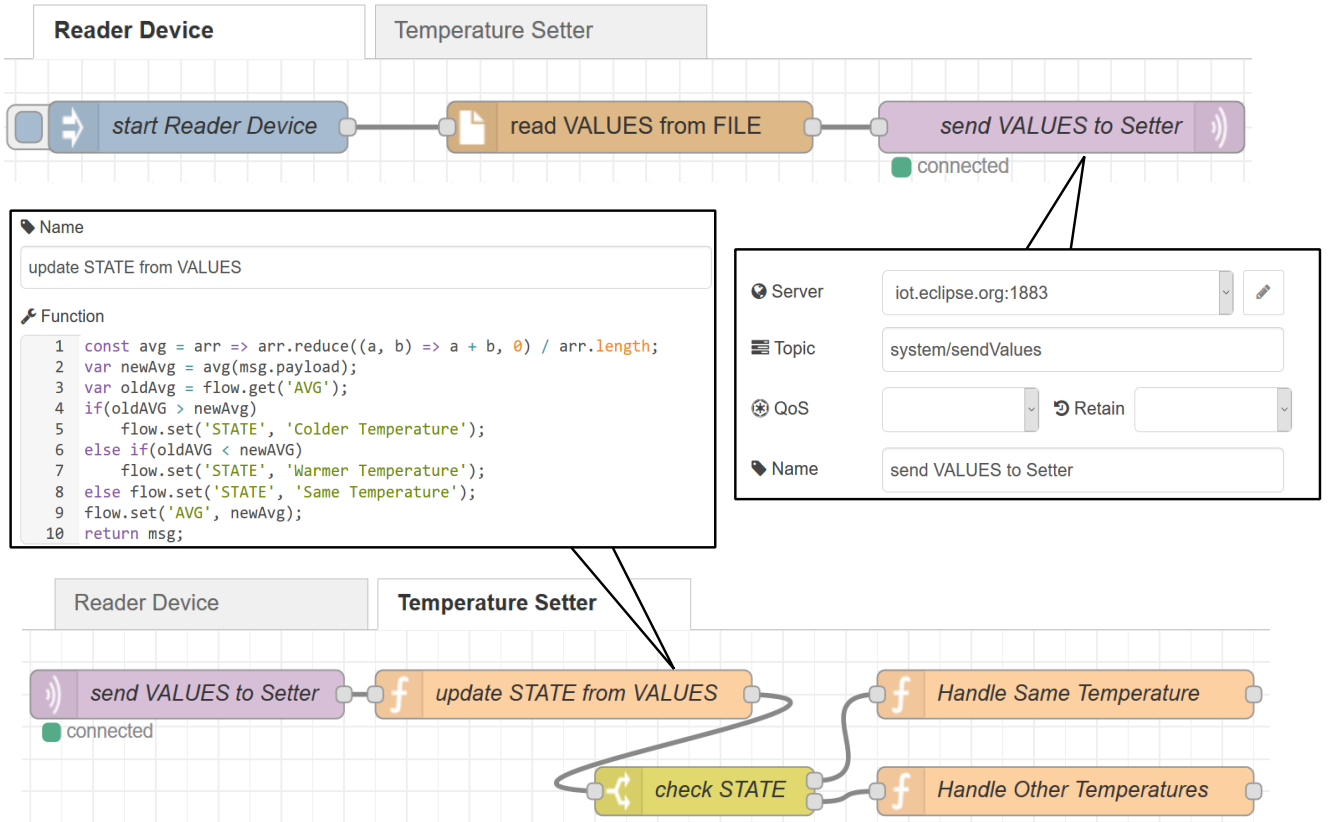 Reader Device
Temperature Setter
start Reader Device
read VALUES from FILE
send VALUES to Setter
connected
Name
update STATE from VALUES
Function
1 const avg = arr => arr.reduce((a, b) => a + b, 0) / arr.length;
2 var newAvg = avg(msg.payload);
3 var oldAvg = flow.get('AVG');
4 if(oldAVG > newAvg)
5 flow.set('STATE', 'Colder Temperature');
6 else if(oldAVG < newAVG)
7 flow.set('STATE', 'Warmer Temperature');
8 else flow.set('STATE', 'Same Temperature');
9 flow.set('AVG', newAvg);
10 return msg;
Server iot.eclipse.org:1883
Topic system/sendValues
QoS Retain
Name send VALUES to Setter
Reader Device
Temperature Setter
send VALUES to Setter
connected
update STATE from VALUES
Handle Same Temperature
check STATE
Handle Other Temperatures